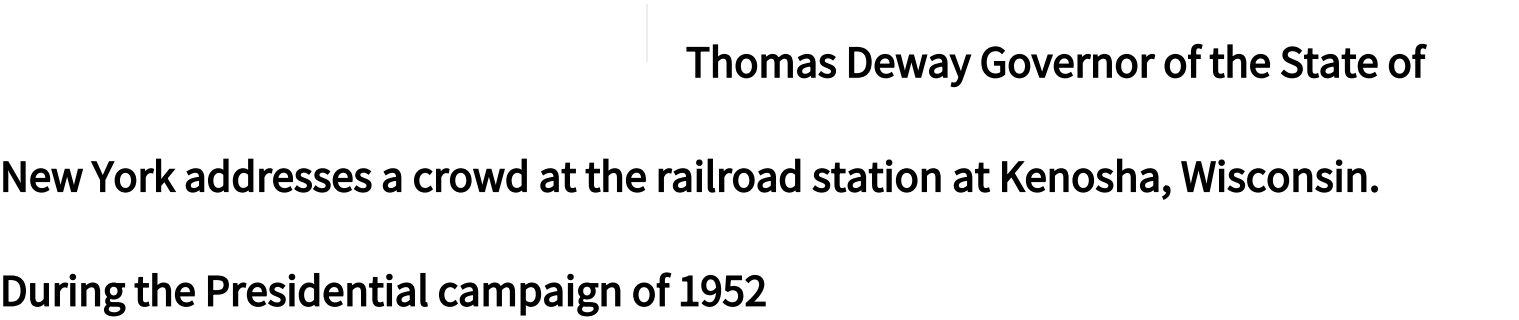 Thomas Deway Governor of the State of
New York addresses a crowd at the railroad station at Kenosha, Wisconsin.
During the Presidential campaign of 1952